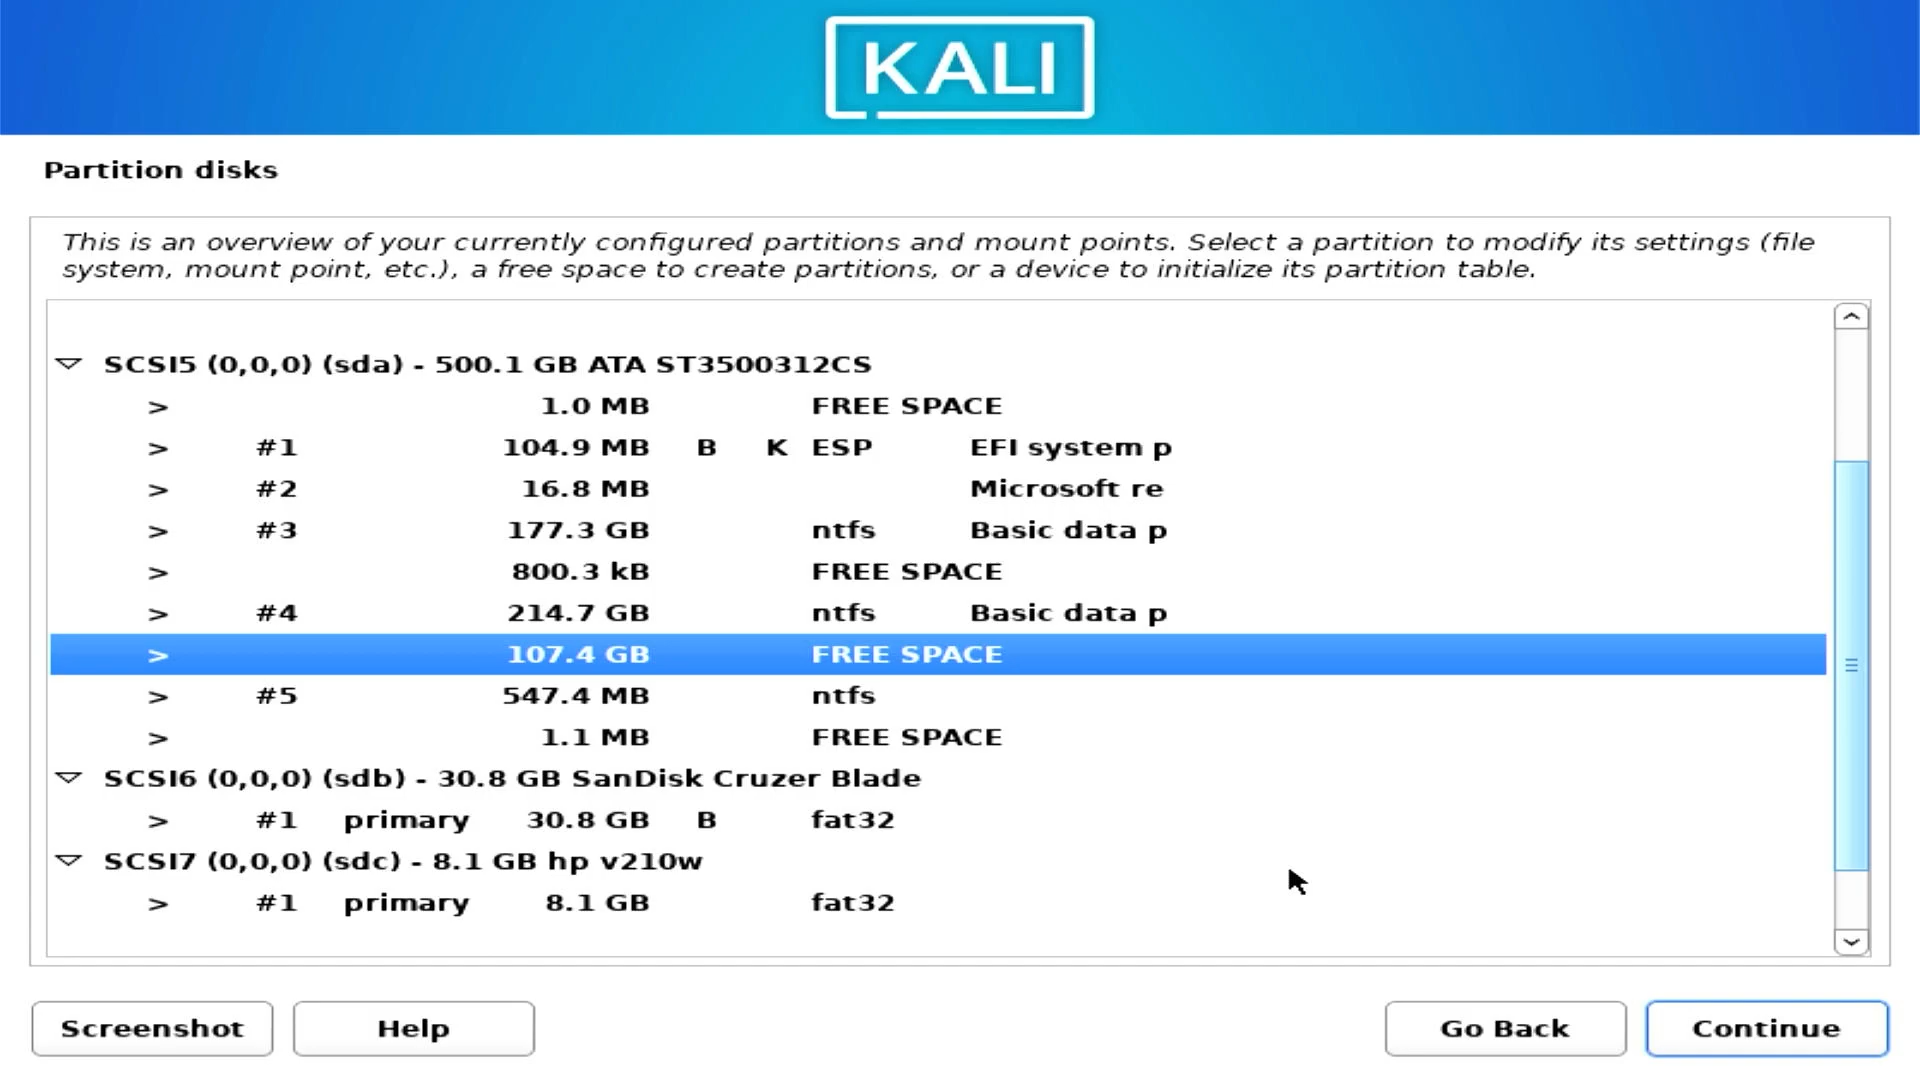 KALI
Partition disks
This is an overview of your currently configured partitions and mount points. Select a partition to modify its settings (file
system, mount point, etc.), a free space to create partitions, or a device to initialize its partition table.
SCSI5 (0,0,0) (sda) - 500.1 GB ATA ST3500312CS
> 1.0 MB FREE SPACE
> #1 104.9 MB B K ESP EFI system p
> #2 16.8 MB Microsoft re
> #3 177.3 GB ntfs Basic data p
> 800.3 kB FREE SPACE
> #4 214.7 GB ntfs Basic data p
> 107.4 GB FREE SPACE
> #5 547.4 MB ntfs
> 1.1 MB FREE SPACE
SCSI6 (0,0,0) (sdb) - 30.8 GB SanDisk Cruzer Blade
> #1 primary 30.8 GB B fat32
SCSI7 (0,0,0) (sdc) - 8.1 GB hp v210w
> #1 primary 8.1 GB fat32
Screenshot Help Go Back Continue